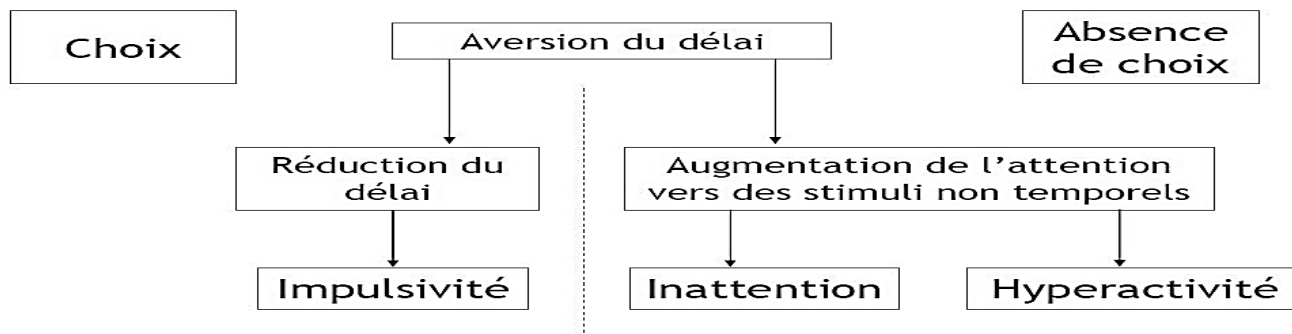 Choix
Aversion du délai
Absence
de choix
Réduction du
délai
Augmentation de l'attention
vers des stimuli non temporels
Impulsivité
Inattention
Hyperactivité